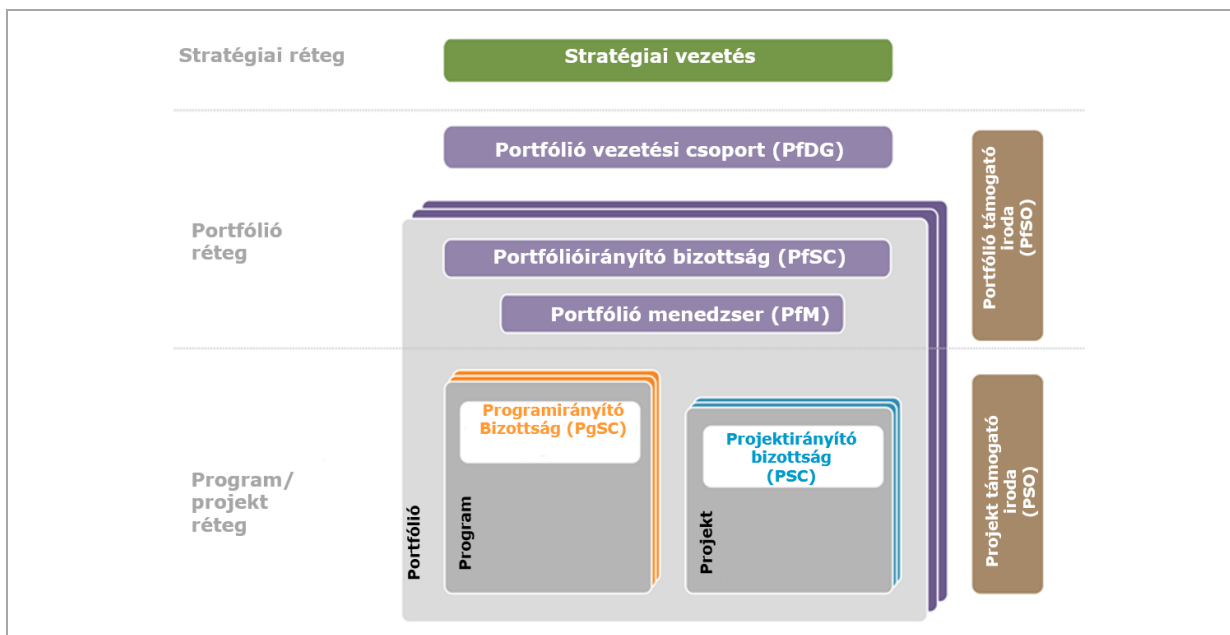 Stratégiai réteg
Stratégiai vezetés
Portfólió vezetési csoport (PfDG)
Portfólió
réteg
Portfólióirányító bizottság (PfSC)
Portfólió menedzser (PfM)
Portfólió támogató
iroda
(PfSO)
Program/
projekt
réteg
Portfólió
Program
Programirányító
Bizottság (PgSC)
Projekt
Projektirányító
bizottság
(PSC)
Projekt támogató
iroda
(PSO)